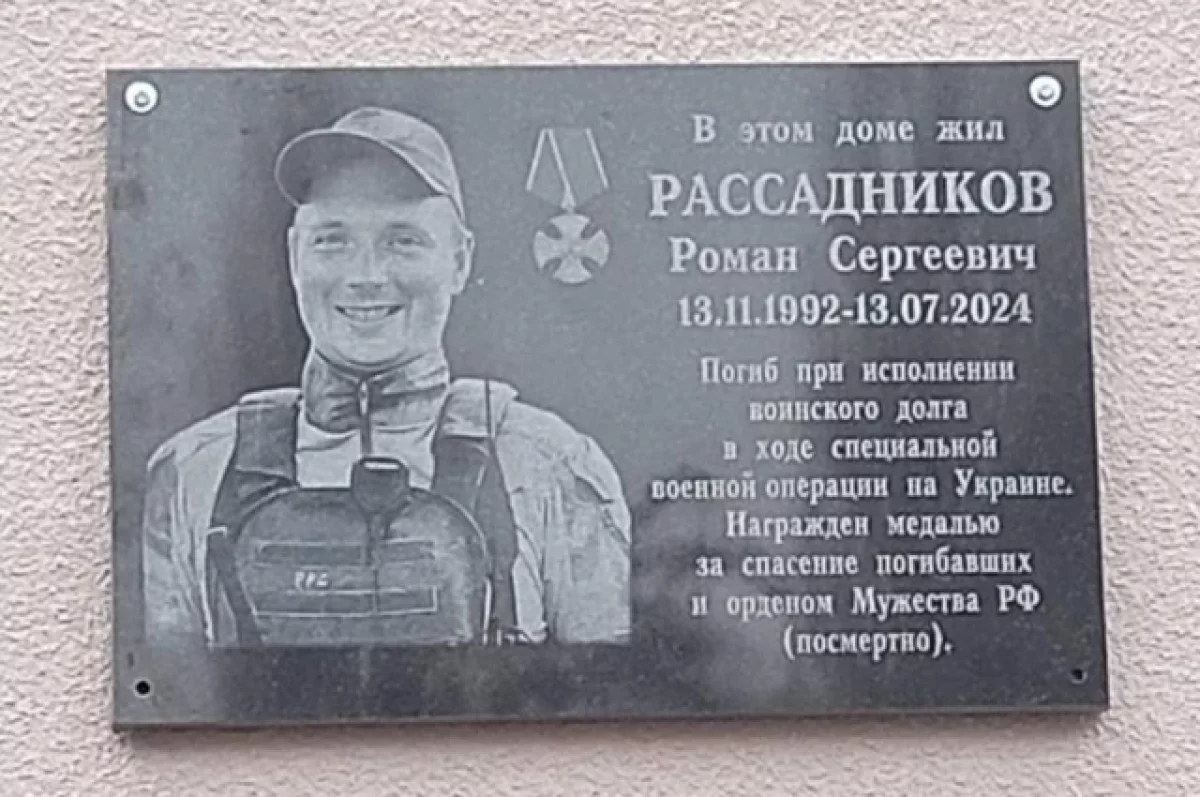 В этом доме жил
РАССАДНИКОВ
Роман Сергеевич
13.11.1992-13.07.2024
Погиб при исполнении
воинского долга
в ходе специальной
военной операции на Украине.
Награжден медалью
за спасение погибавших
и орденом Мужества РФ
(посмертно).